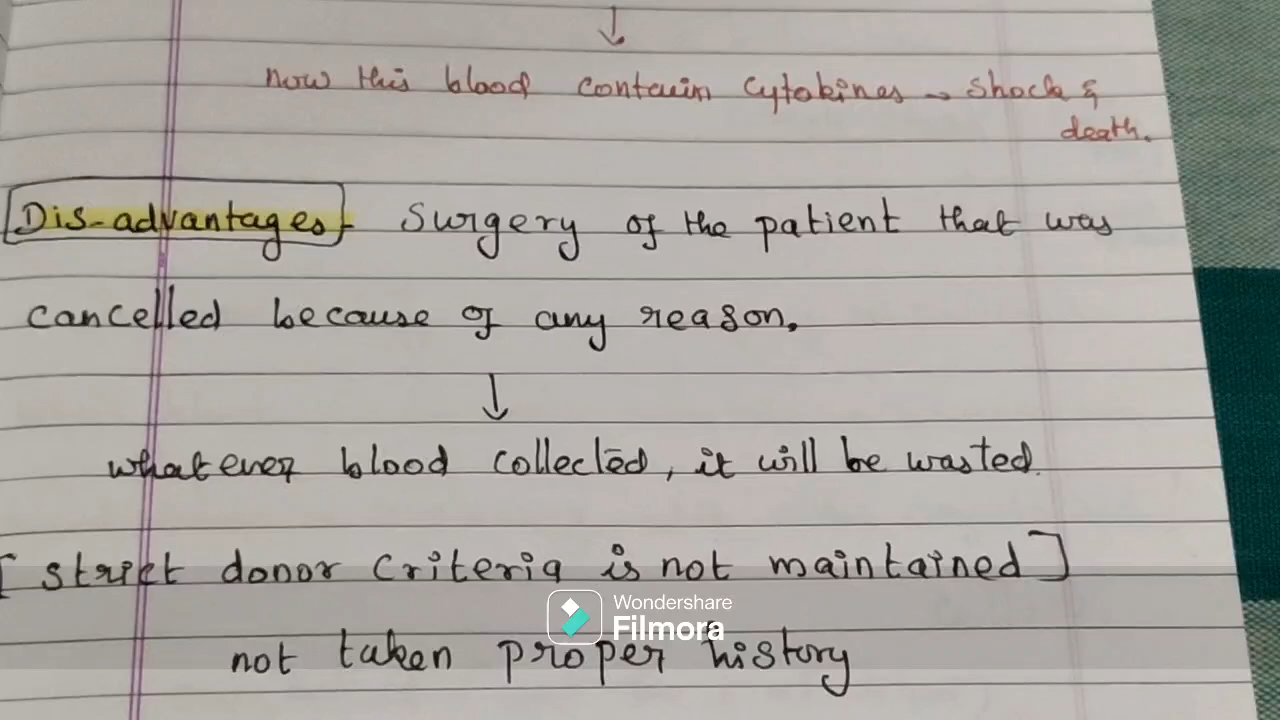 ↓
now this blood contain cytokines → shock &
death.
Dis-advantages- Surgery of the patient that was
cancelled because of any reason.
↓
whatever blood collected, it will be wasted.
[ strict donor criteria is not maintained ]
Wondershare
Filmora
not taken proper history